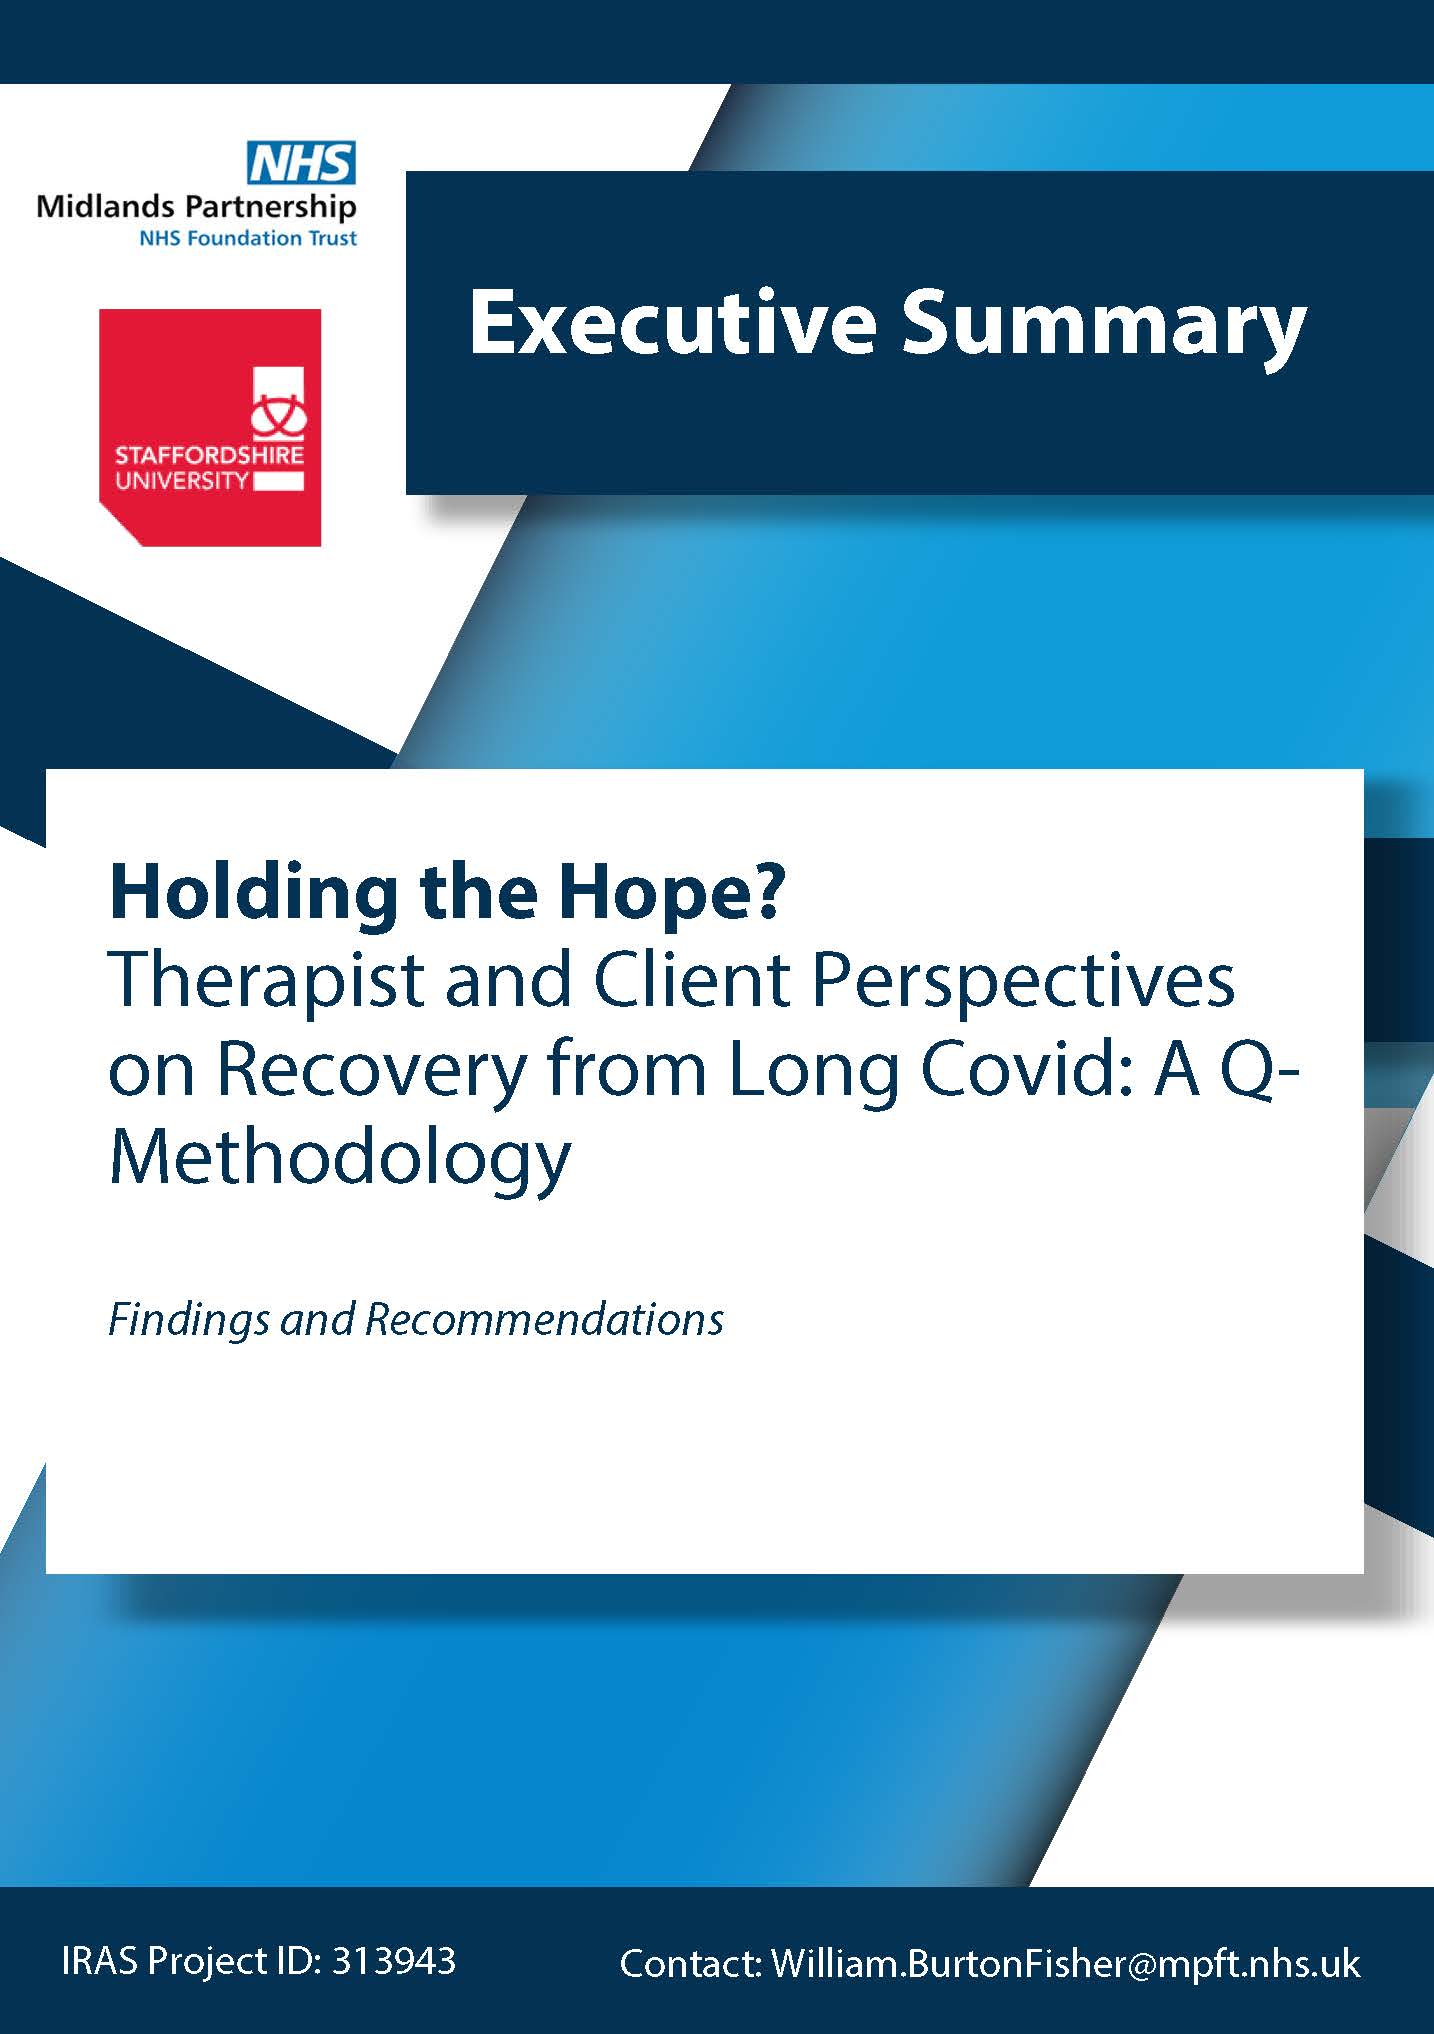 NHS
Midlands Partnership
NHS Foundation Trust
STAFFORDSHIRE
UNIVERSITY
Executive Summary
Holding the Hope?
Therapist and Client Perspectives
on Recovery from Long Covid: A Q-
Methodology
Findings and Recommendations
IRAS Project ID: 313943
Contact: William.BurtonFisher@mpft.nhs.uk